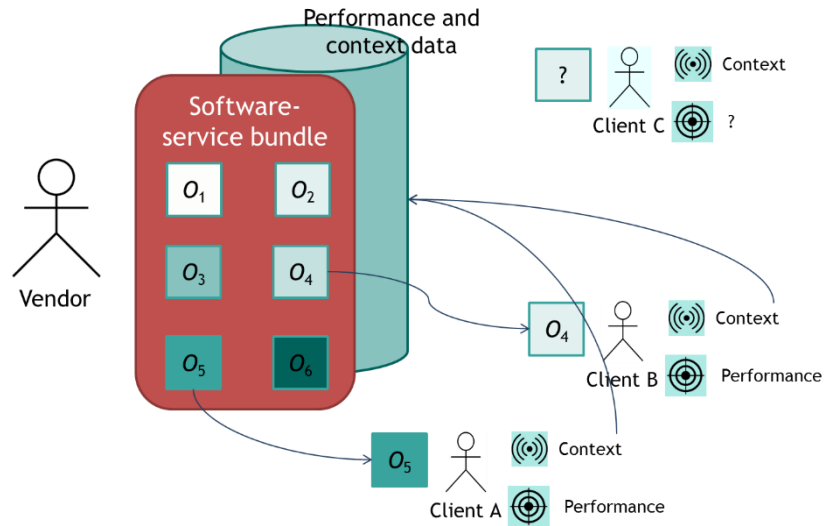 Performance and
context data
Software-
service bundle
O₁
O₂
O₃
O₄
O₅
O₆
Vendor
?
Client C
Context
?
O₄
Client B
Context
Performance
O₅
Client A
Context
Performance